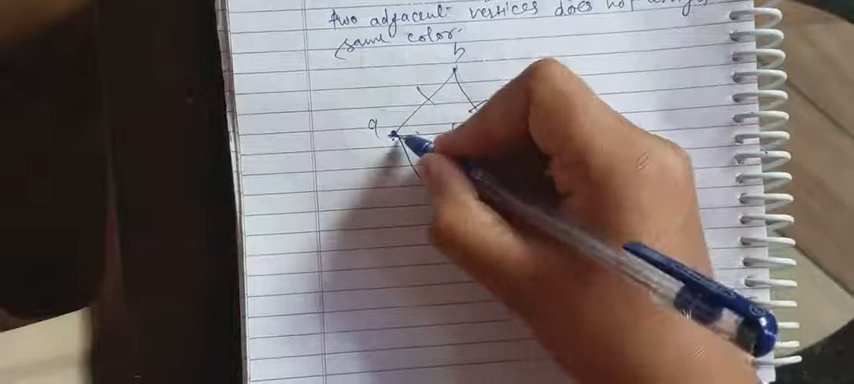 two adjacent vertices does not
same color.
b
a